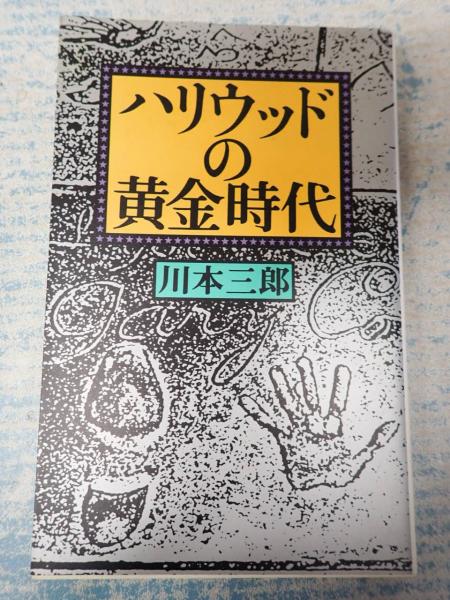 ハリウッド
の
黄金時代
川本三郎